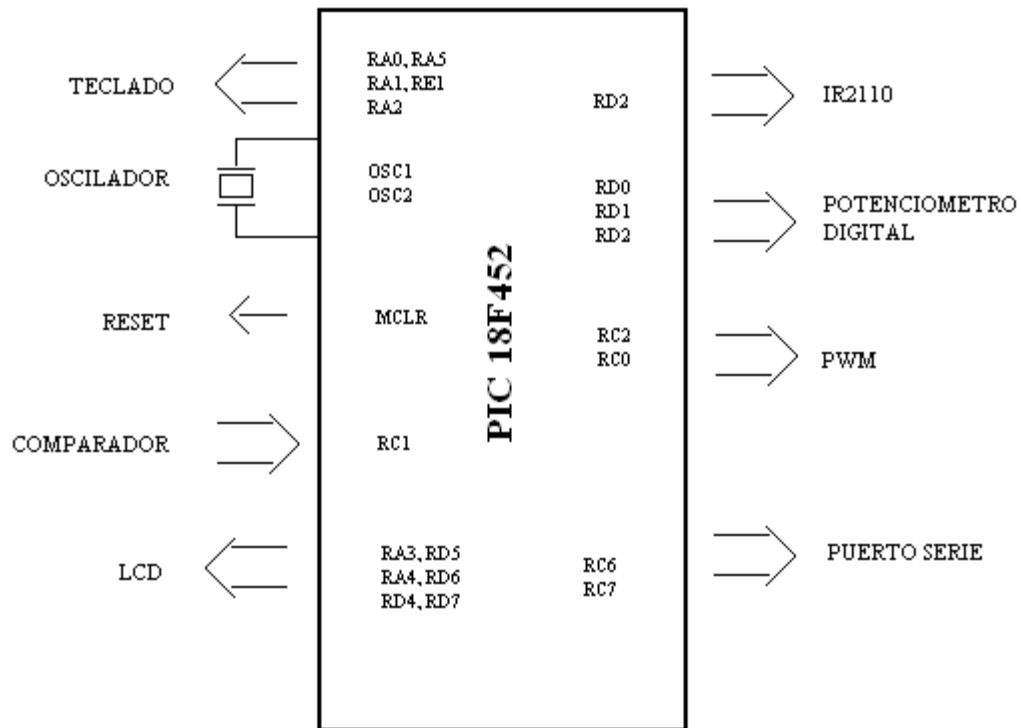 TECLADO
RA0, RA5
RA1, RE1
RA2
RD2
IR2110
OSCILADOR
OSC1
OSC2
RD0
RD1
RD2
POTENCIOMETRO
DIGITAL
RESET
MCLR
PIC 18F452
RC2
RC0
PWM
COMPARADOR
RC1
LCD
RA3, RD5
RA4, RD6
RD4, RD7
RC6
RC7
PUERTO SERIE